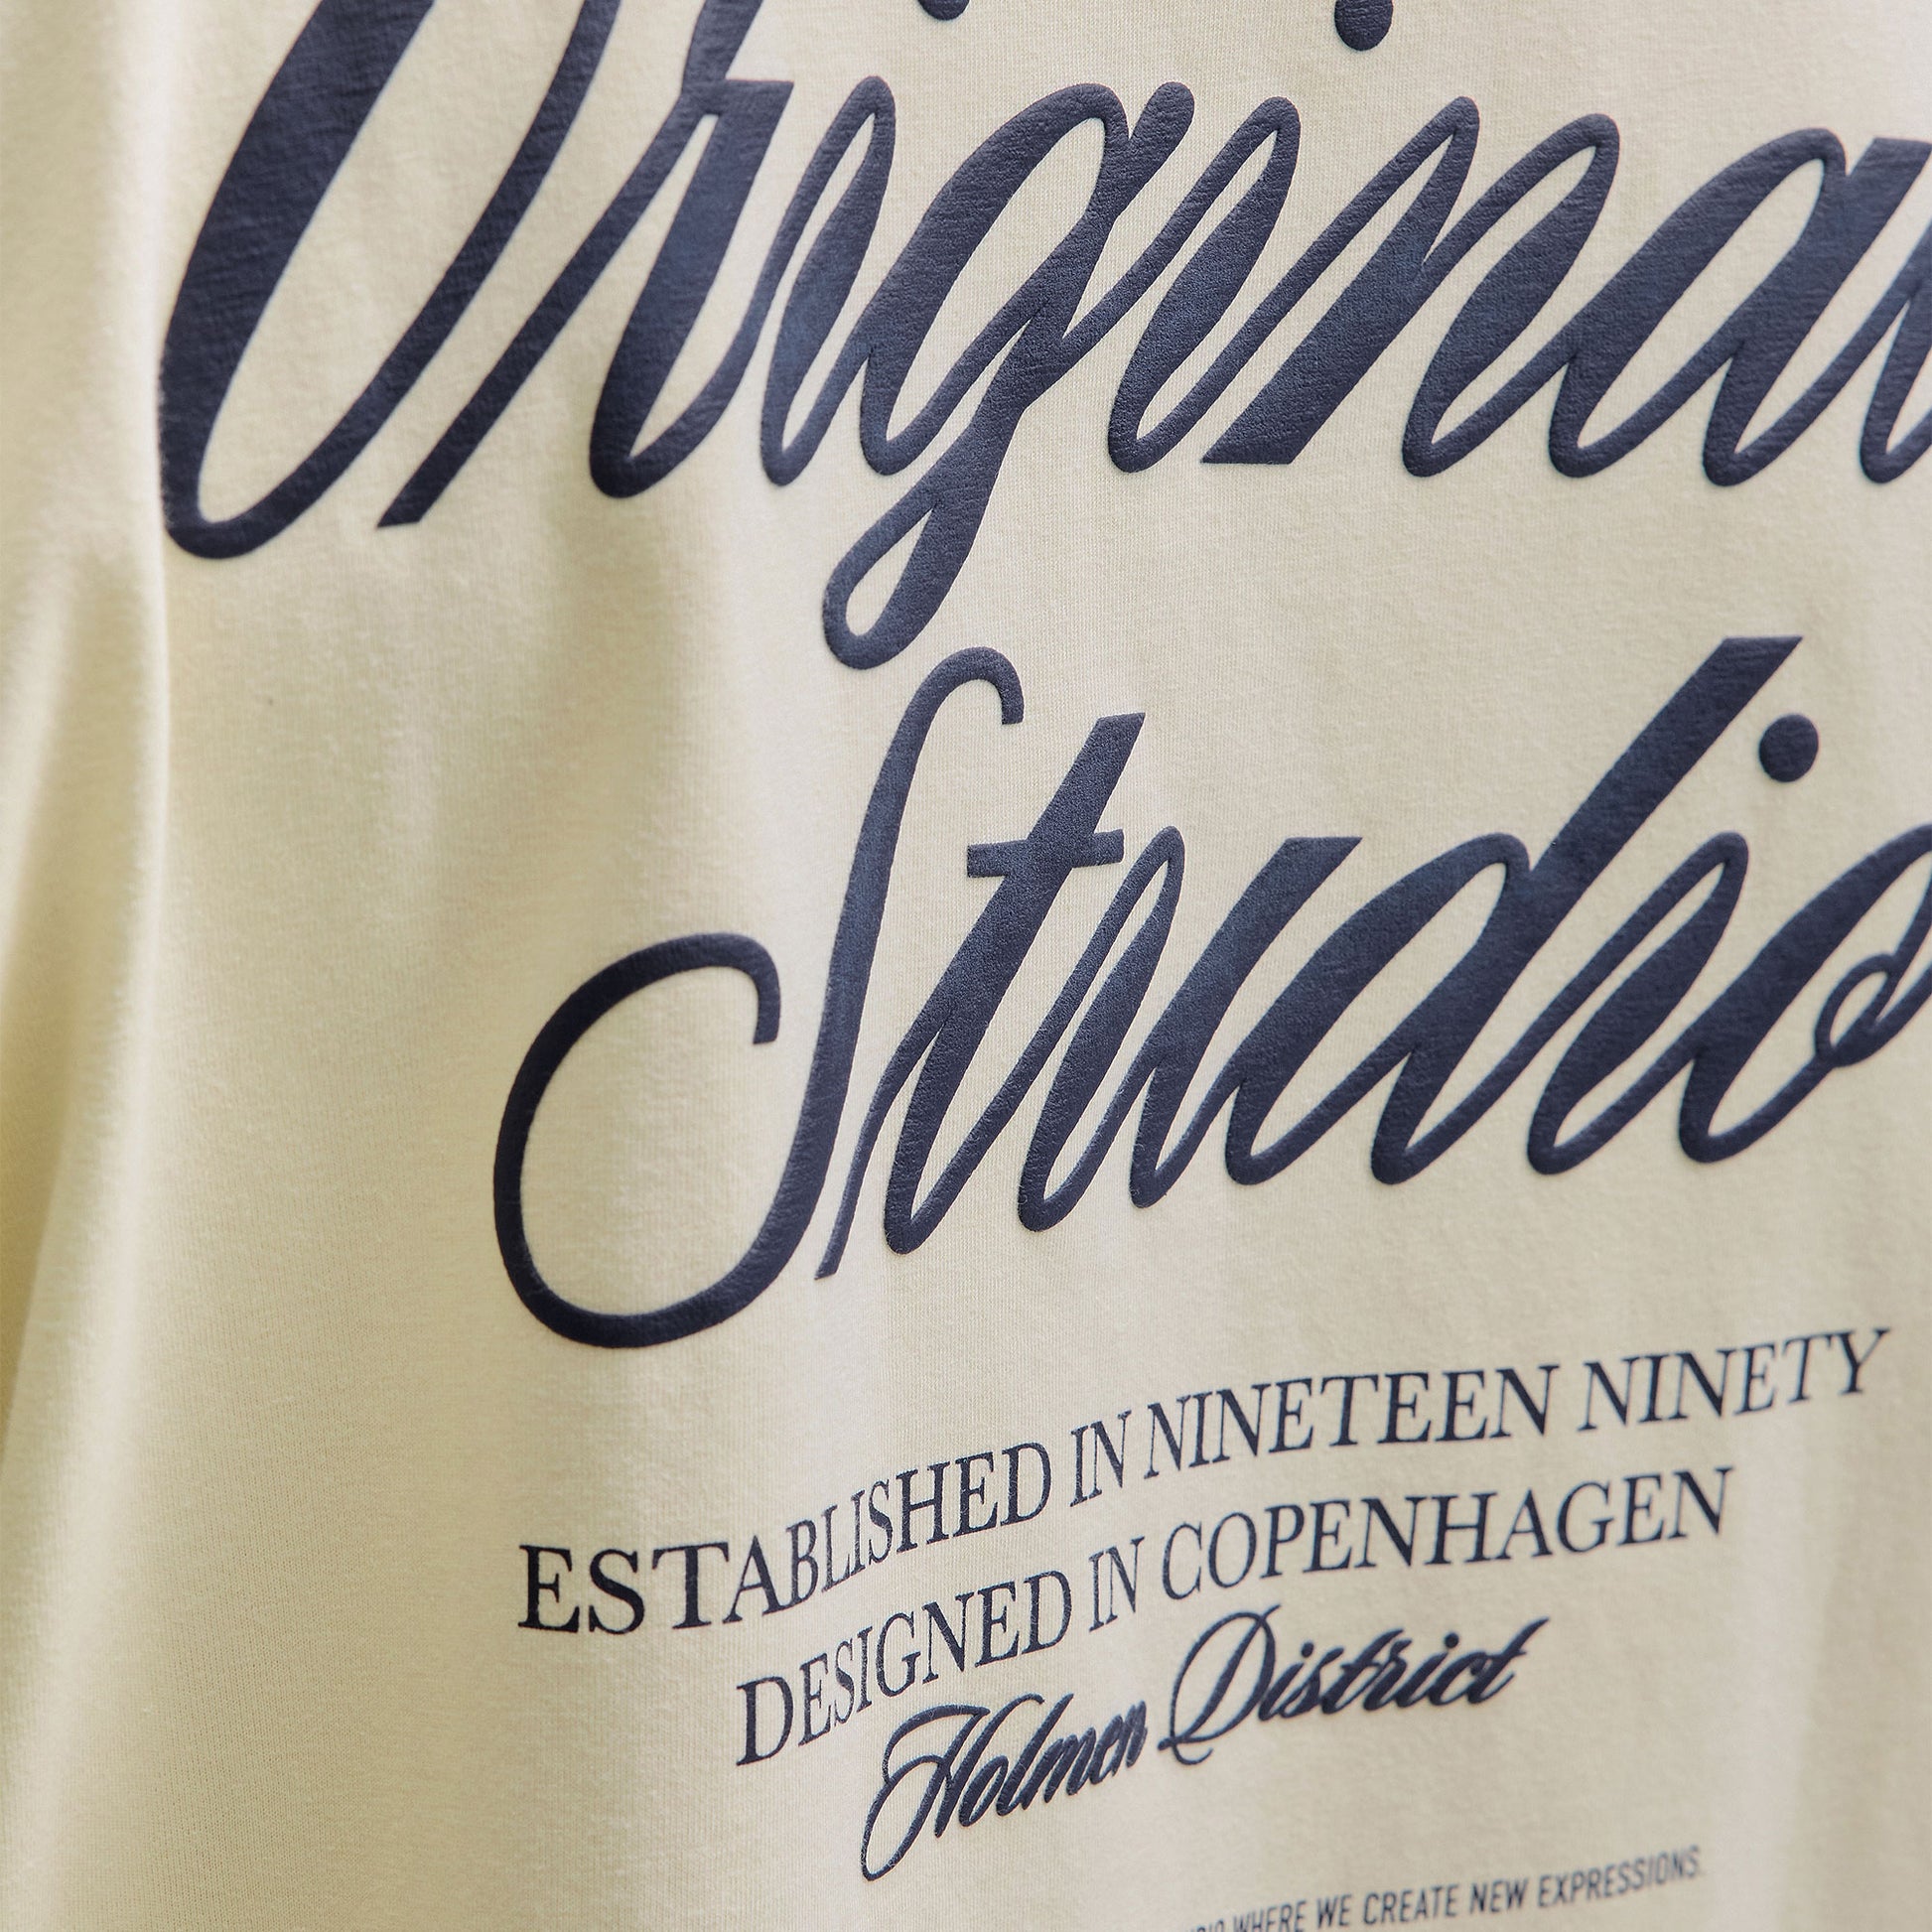 Original
Studio
ESTABLISHED IN NINETEEN NINETY
DESIGNED IN COPENHAGEN
Holmen District
WHERE WE CREATE NEW EXPRESSIONS.